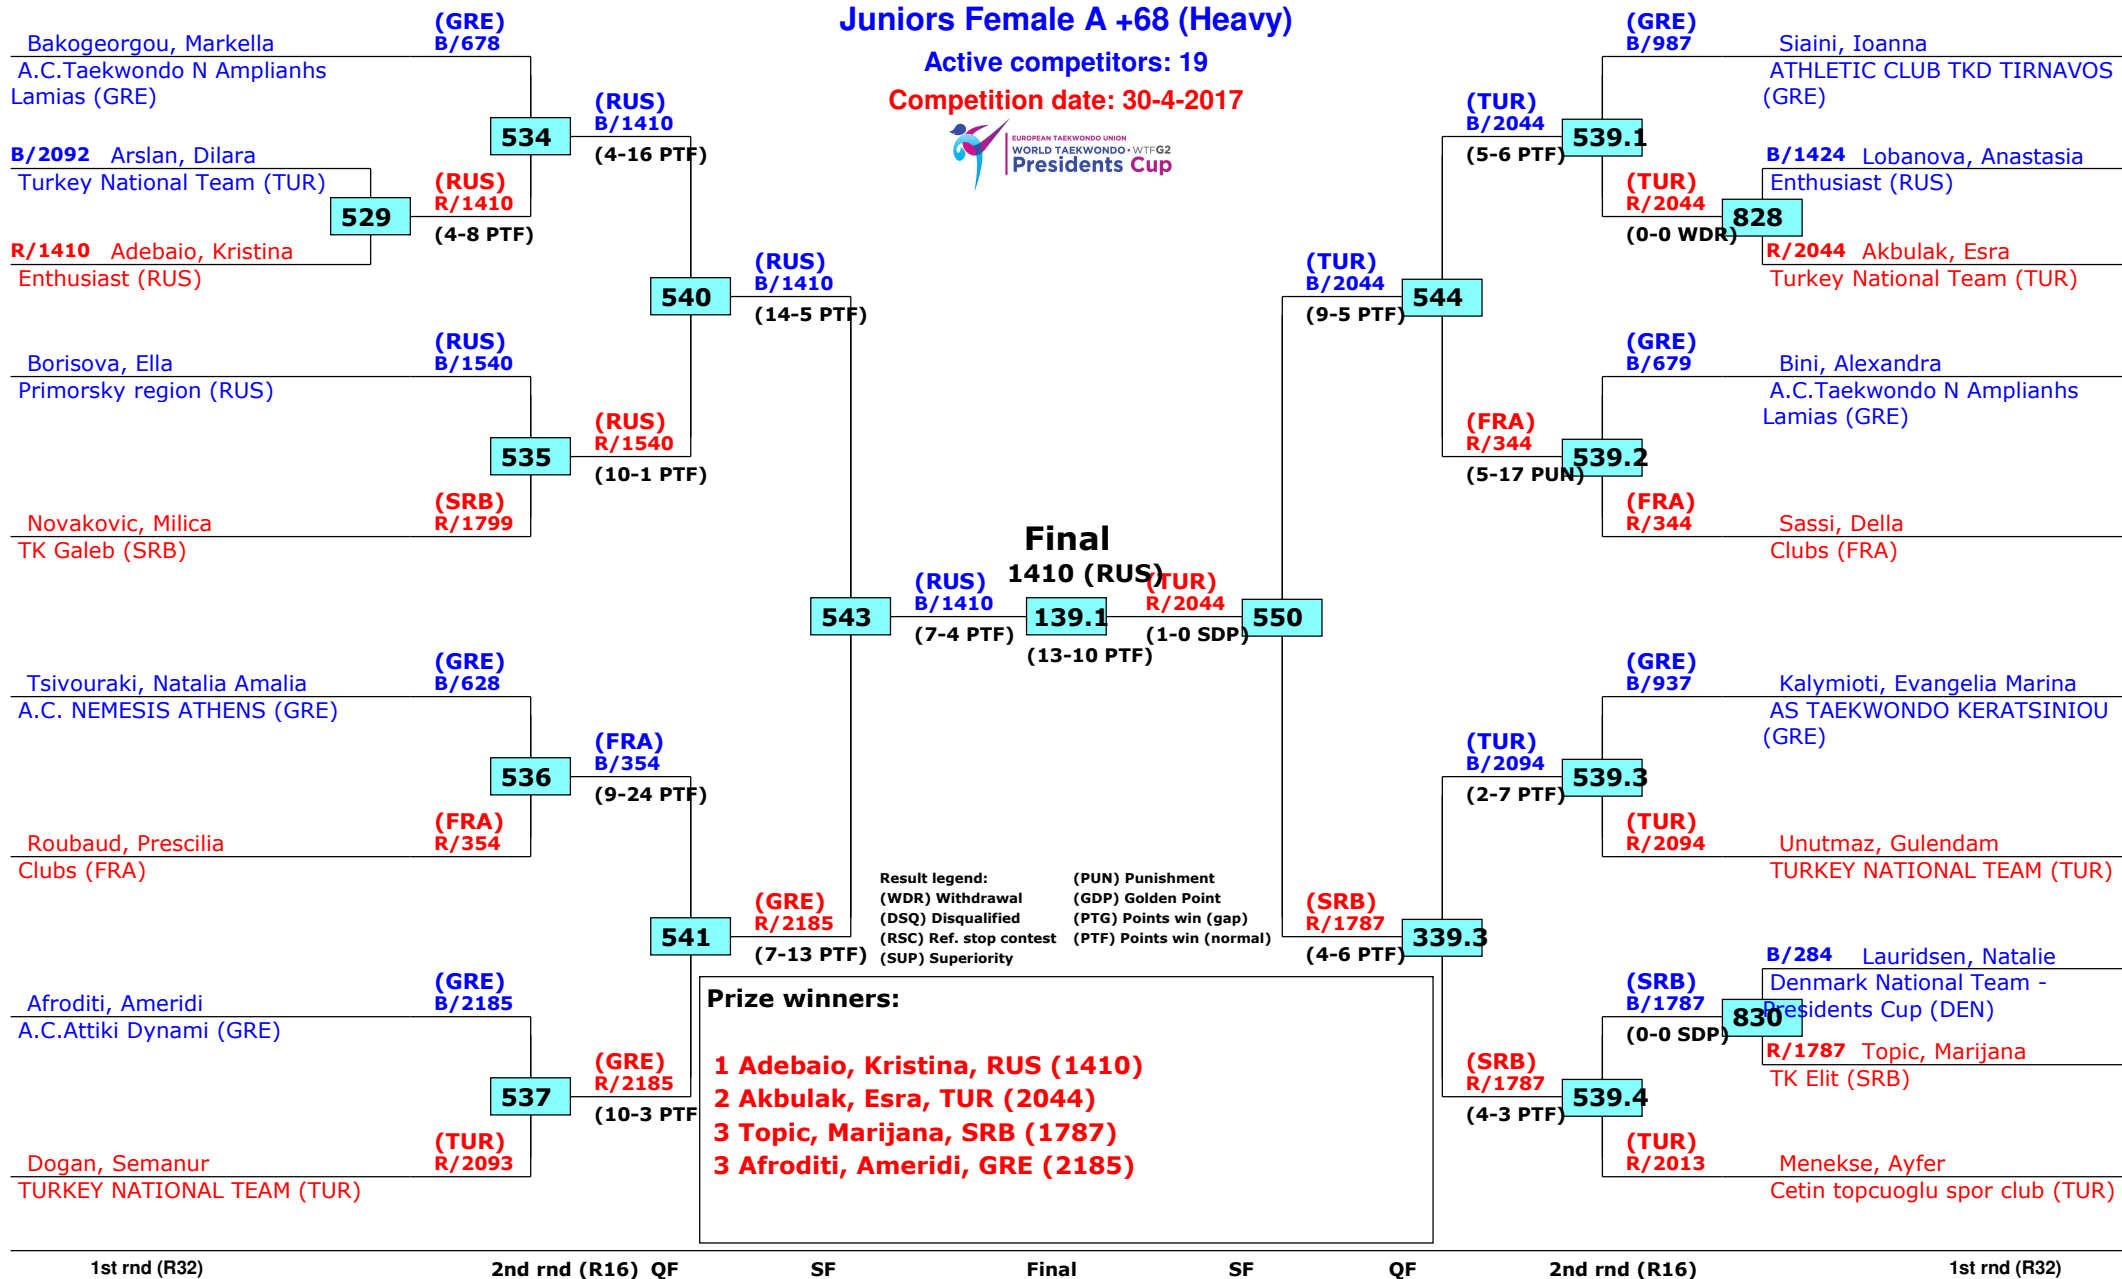 Juniors Female A +68 (Heavy)
Active competitors: 19
Competition date: 30-4-2017
EUROPEAN TAEKWONDO UNION
WORLD TAEKWONDO • WTFG2
Presidents Cup
Bakogeorgou, Markella
(GRE)
B/678
A.C.Taekwondo N Amplianhs
Lamias (GRE)
534
(RUS)
B/1410
(4-16 PTF)
B/2092 Arslan, Dilara
Turkey National Team (TUR)
529
(RUS)
R/1410
(4-8 PTF)
R/1410 Adebaio, Kristina
Enthusiast (RUS)
540
(RUS)
B/1410
(14-5 PTF)
Borisova, Ella
(RUS)
B/1540
Primorsky region (RUS)
535
(RUS)
R/1540
(10-1 PTF)
Novakovic, Milica
(SRB)
R/1799
TK Galeb (SRB)
543
(RUS)
B/1410
(7-4 PTF)
Final
1410 (RUS)
139.1
(13-10 PTF)
(TUR)
R/2044
(1-0 SDP)
550
Tsivouraki, Natalia Amalia
(GRE)
B/628
A.C. NEMESIS ATHENS (GRE)
536
(FRA)
B/354
(9-24 PTF)
Roubaud, Prescilia
(FRA)
R/354
Clubs (FRA)
541
(GRE)
R/2185
(7-13 PTF)
Afroditi, Ameridi
(GRE)
B/2185
A.C.Attiki Dynami (GRE)
537
(GRE)
R/2185
(10-3 PTF
Dogan, Semanur
(TUR)
R/2093
TURKEY NATIONAL TEAM (TUR)
(GRE)
B/987
Siaini, Ioanna
ATHLETIC CLUB TKD TIRNAVOS
(GRE)
(TUR)
B/2044
(5-6 PTF)
539.1
B/1424 Lobanova, Anastasia
Enthusiast (RUS)
(TUR)
R/2044
(0-0 WDR)
828
R/2044 Akbulak, Esra
Turkey National Team (TUR)
(TUR)
B/2044
(9-5 PTF)
544
(GRE)
B/679
Bini, Alexandra
A.C.Taekwondo N Amplianhs
Lamias (GRE)
(FRA)
R/344
(5-17 PUN)
539.2
(FRA)
R/344
Sassi, Della
Clubs (FRA)
(GRE)
B/937
Kalymioti, Evangelia Marina
AS TAEKWONDO KERATSINIOU
(GRE)
(TUR)
B/2094
(2-7 PTF)
539.3
(TUR)
R/2094
Unutmaz, Gulendam
TURKEY NATIONAL TEAM (TUR)
(SRB)
R/1787
(4-6 PTF)
339.3
B/284 Lauridsen, Natalie
Denmark National Team -
Presidents Cup (DEN)
(SRB)
B/1787
(0-0 SDP)
830
R/1787 Topic, Marijana
TK Elit (SRB)
(SRB)
R/1787
(4-3 PTF)
539.4
(TUR)
R/2013
Menekse, Ayfer
Cetin topcuoglu spor club (TUR)
Result legend: (PUN) Punishment
(WDR) Withdrawal (GDP) Golden Point
(DSQ) Disqualified (PTG) Points win (gap)
(RSC) Ref. stop contest (PTF) Points win (normal)
(SUP) Superiority
Prize winners:
1 Adebaio, Kristina, RUS (1410)
2 Akbulak, Esra, TUR (2044)
3 Topic, Marijana, SRB (1787)
3 Afroditi, Ameridi, GRE (2185)
1st rnd (R32) 2nd rnd (R16) QF SF Final SF QF 2nd rnd (R16) 1st rnd (R32)